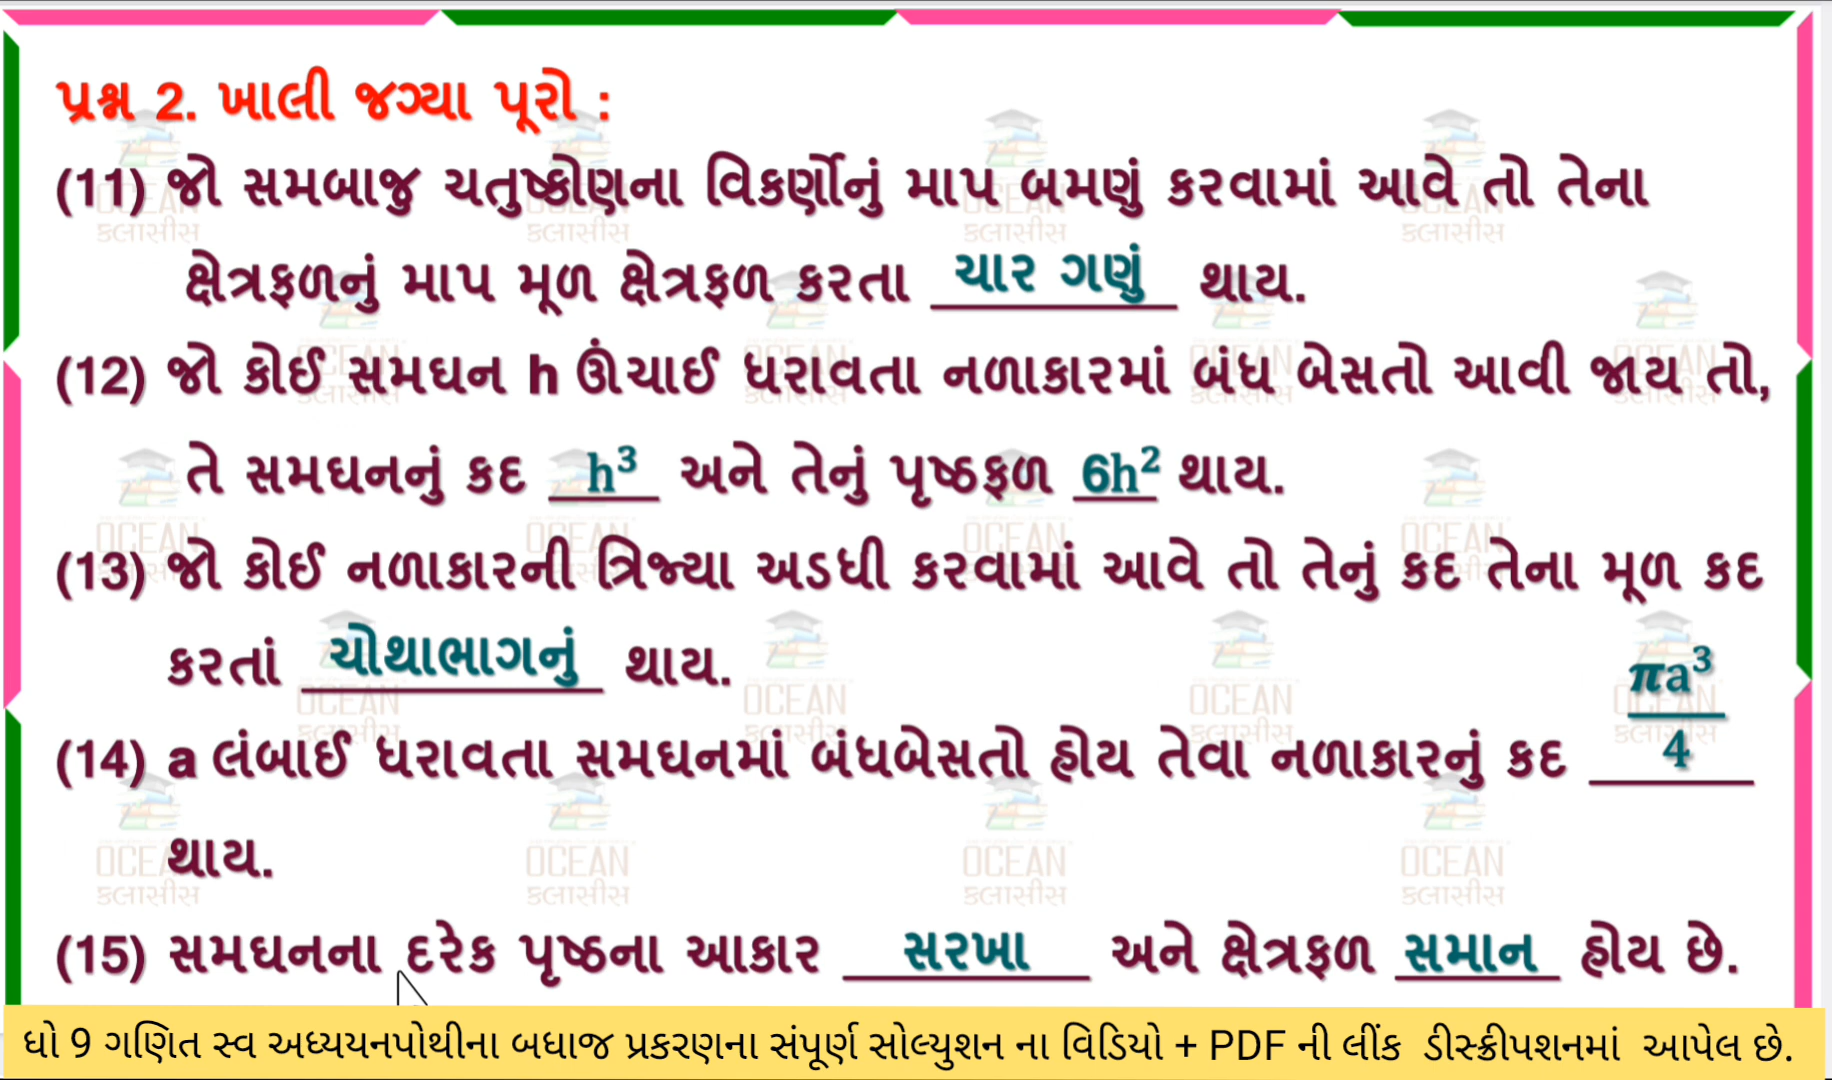 પ્રશ્ન 2. ખાલી જગ્યા પૂરો :
(11) જો સમબાજુ ચતુષ્કોણના વિકર્ણોનું માપ બમણું કરવામાં આવે તો તેના
ક્ષેત્રફળનું માપ મૂળ ક્ષેત્રફળ કરતા ચાર ગણું થાય.
(12) જો કોઈ સમઘન h ઊંચાઈ ધરાવતા નળાકારમાં બંધ બેસતો આવી જાય તો,
તે સમઘનનું કદ h³ અને તેનું પૃષ્ઠફળ 6h² થાય.
(13) જો કોઈ નળાકારની ત્રિજ્યા અડધી કરવામાં આવે તો તેનું કદ તેના મૂળ કદ
કરતાં ચોથાભાગનું થાય.
(14) a લંબાઈ ધરાવતા સમઘનમાં બંધબેસતો હોય તેવા નળાકારનું કદ πa³/4
થાય.
(15) સમઘનના દરેક પૃષ્ઠના આકાર સરખા અને ક્ષેત્રફળ સમાન હોય છે.
ધો 9 ગણિત સ્વ અધ્યયનપોથીના બધાજ પ્રકરણના સંપૂર્ણ સોલ્યુશન ના વિડિયો + PDF ની લીંક ડીસ્ક્રીપશનમાં આપેલ છે.
OCEAN
કલાસીસ